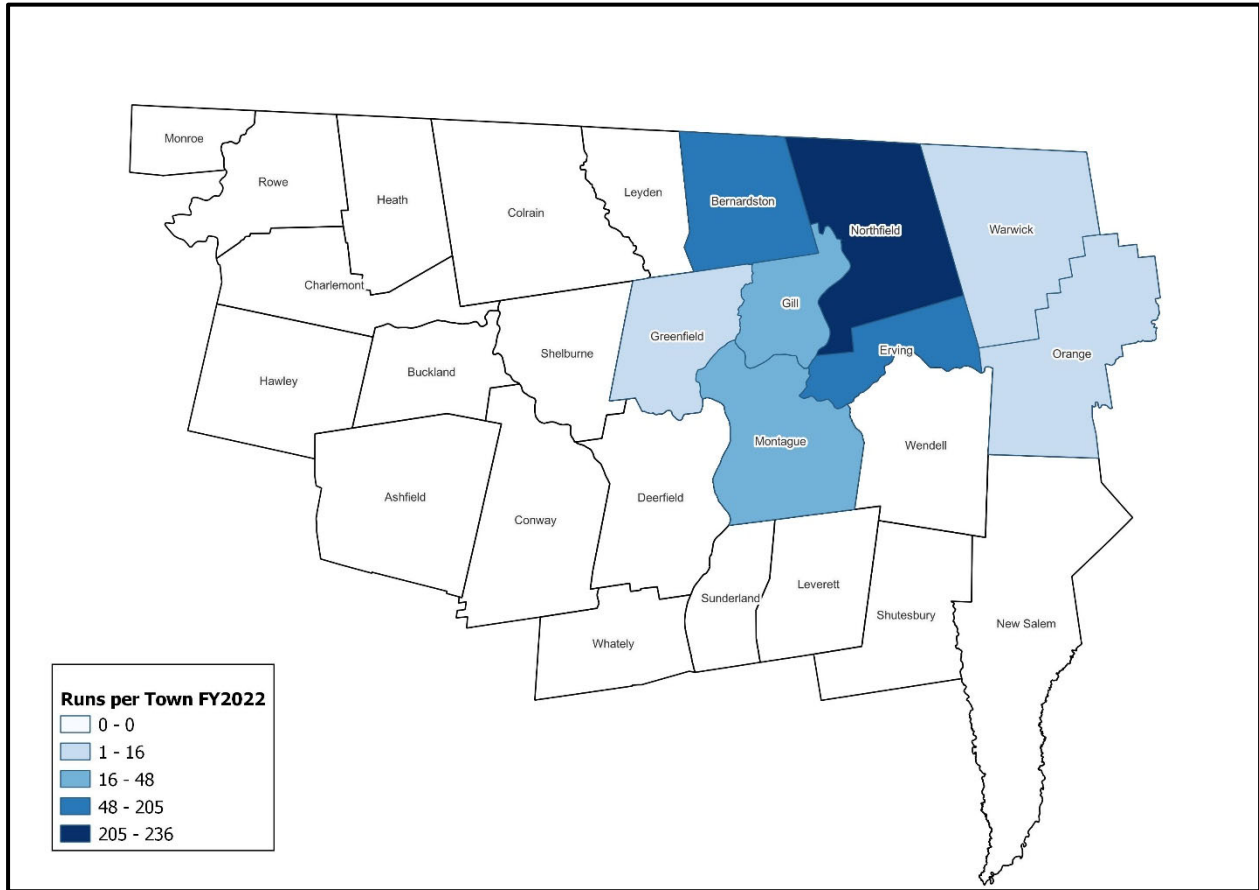 Monroe
Rowe
Heath
Colrain
Leyden
Bernardston
Northfield
Warwick
Charlemont
Gill
Greenfield
Shelburne
Erving
Orange
Hawley
Buckland
Montague
Wendell
Ashfield
Conway
Deerfield
Sunderland
Leverett
Shutesbury
New Salem
Whately
Runs per Town FY2022
0 - 0
1 - 16
16 - 48
48 - 205
205 - 236